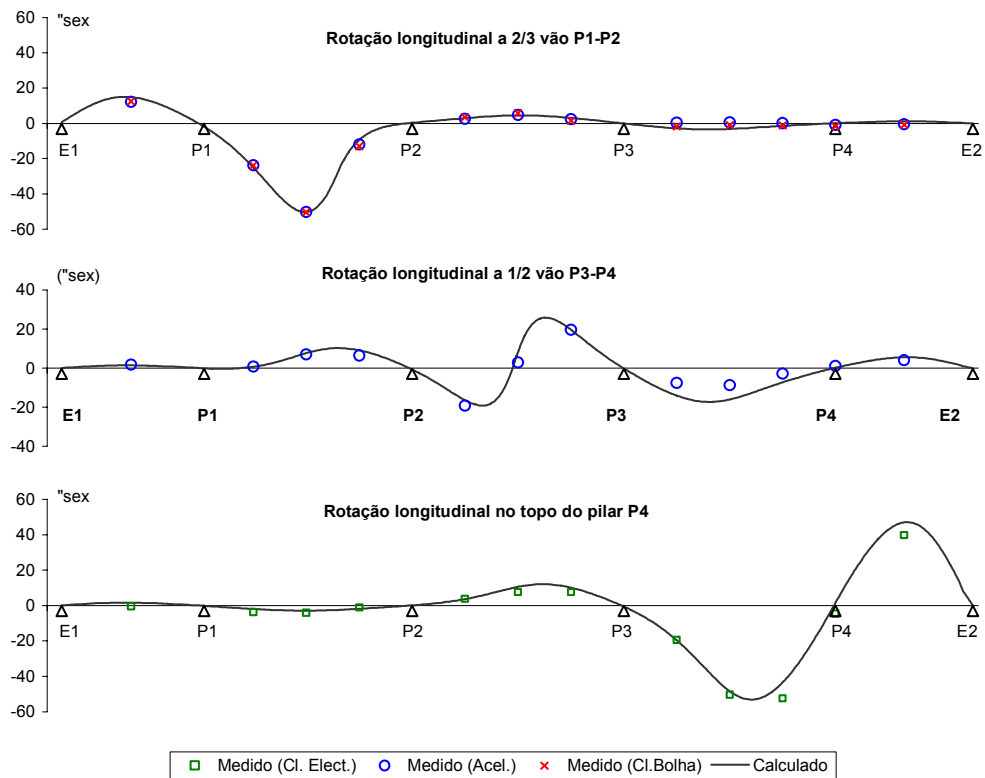 60
"sex
Rotação longitudinal a 2/3 vão P1-P2
40
20
0
E1 P1 P2 P3 P4 E2
-20
-40
-60
40
("sex)
Rotação longitudinal a 1/2 vão P3-P4
20
0
-20
E1 P1 P2 P3 P4 E2
-40
60
"sex
Rotação longitudinal no topo do pilar P4
40
20
0
E1 P1 P2 P3 P4 E2
-20
-40
-60
Medido (Cl. Elect.) Medido (Acel.) Medido (Cl.Bolha) Calculado